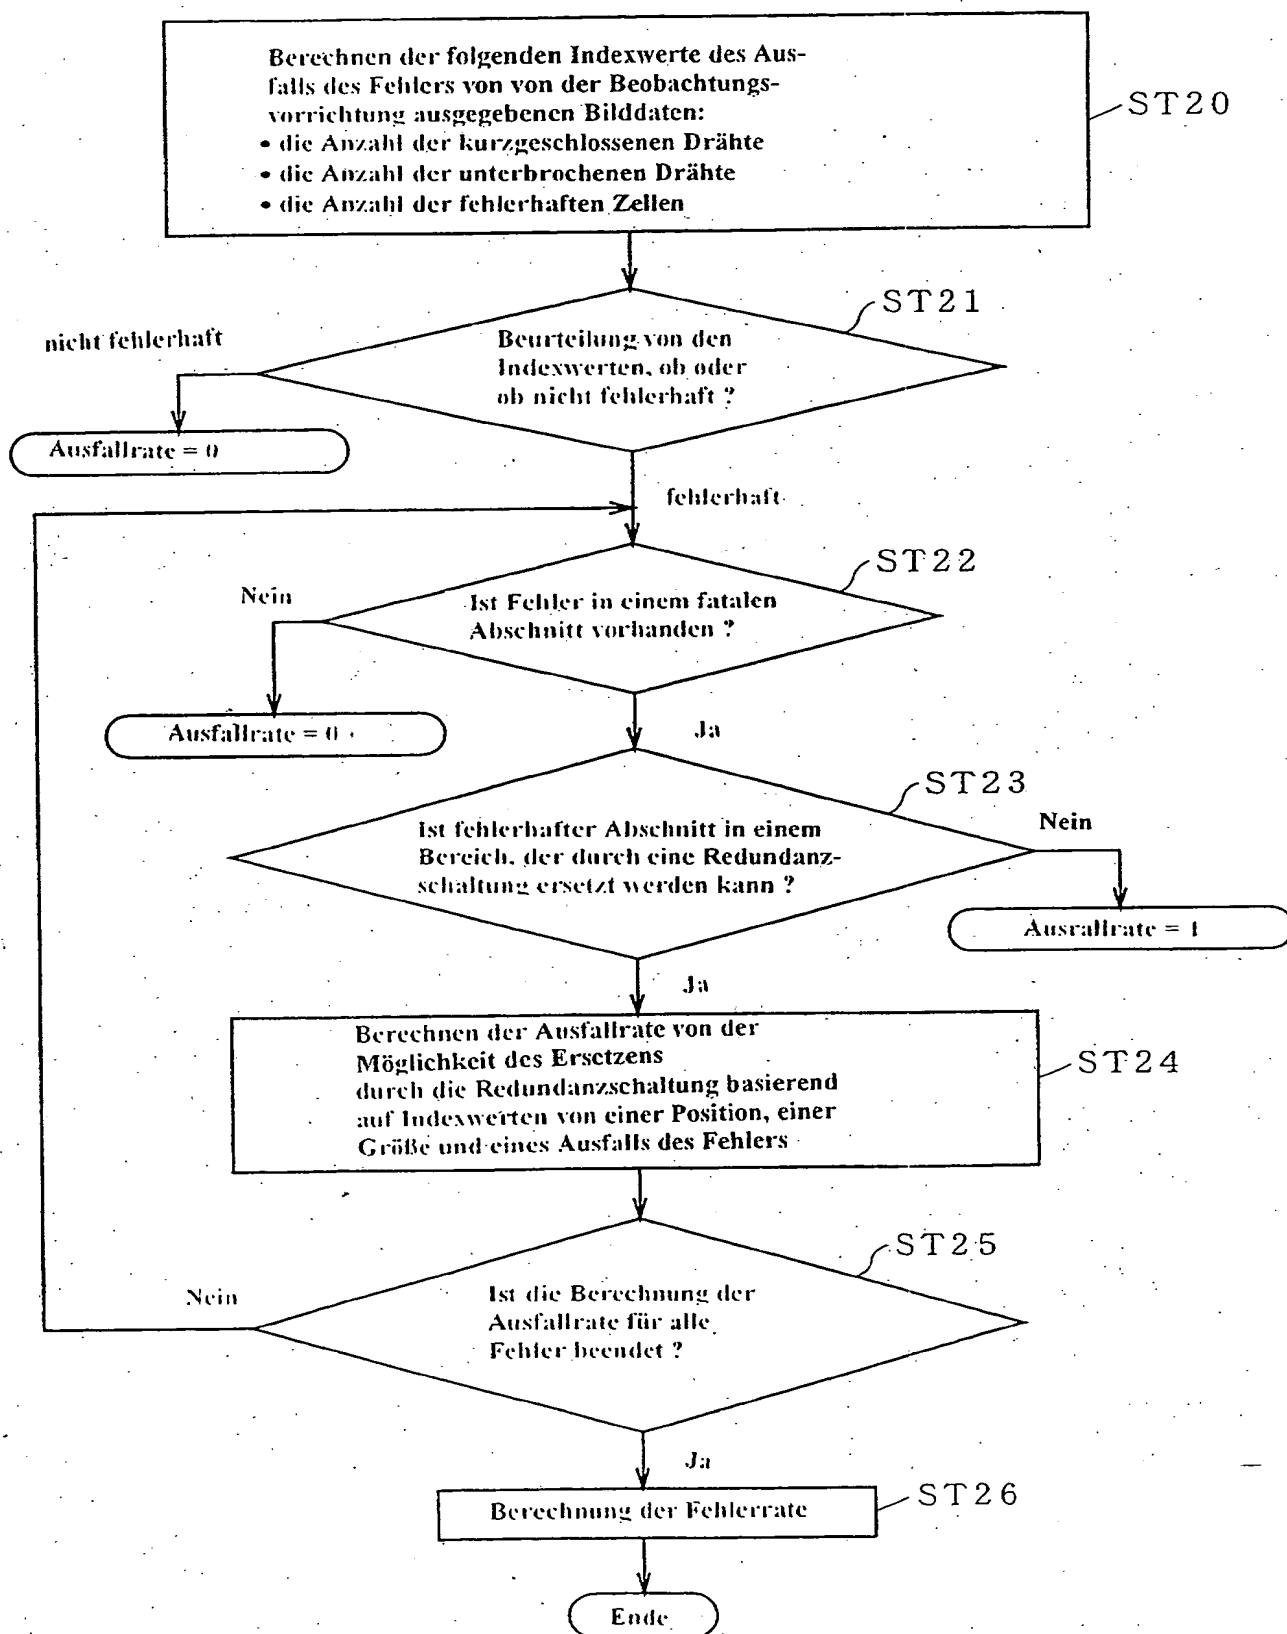 Berechnen der folgenden Indexwerte des Aus-
falls des Fehlers von von der Beobachtungs-
vorrichtung ausgegebenen Bilddaten:
• die Anzahl der kurzgeschlossenen Drähte
• die Anzahl der unterbrochenen Drähte
• die Anzahl der fehlerhaften Zellen
ST20
ST21
nicht fehlerhaft
Beurteilung von den
Indexwerten, ob oder
ob nicht fehlerhaft ?
Ausfallrate = 0
fehlerhaft
ST22
Nein
Ist Fehler in einem fatalen
Abschnitt vorhanden ?
Ausfallrate = 0
Ja
ST23
Nein
Ist fehlerhafter Abschnitt in einem
Bereich, der durch eine Redundanz-
schaltung ersetzt werden kann ?
Ausrallrate = 1
Ja
Berechnen der Ausfallrate von der
Möglichkeit des Ersetzens
durch die Redundanzschaltung basierend
auf Indexwerten von einer Position, einer
Größe und eines Ausfalls des Fehlers
ST24
ST25
Nein
Ist die Berechnung der
Ausfallrate für alle
Fehler beendet ?
Ja
Berechnung der Fehlerrate
ST26
Ende